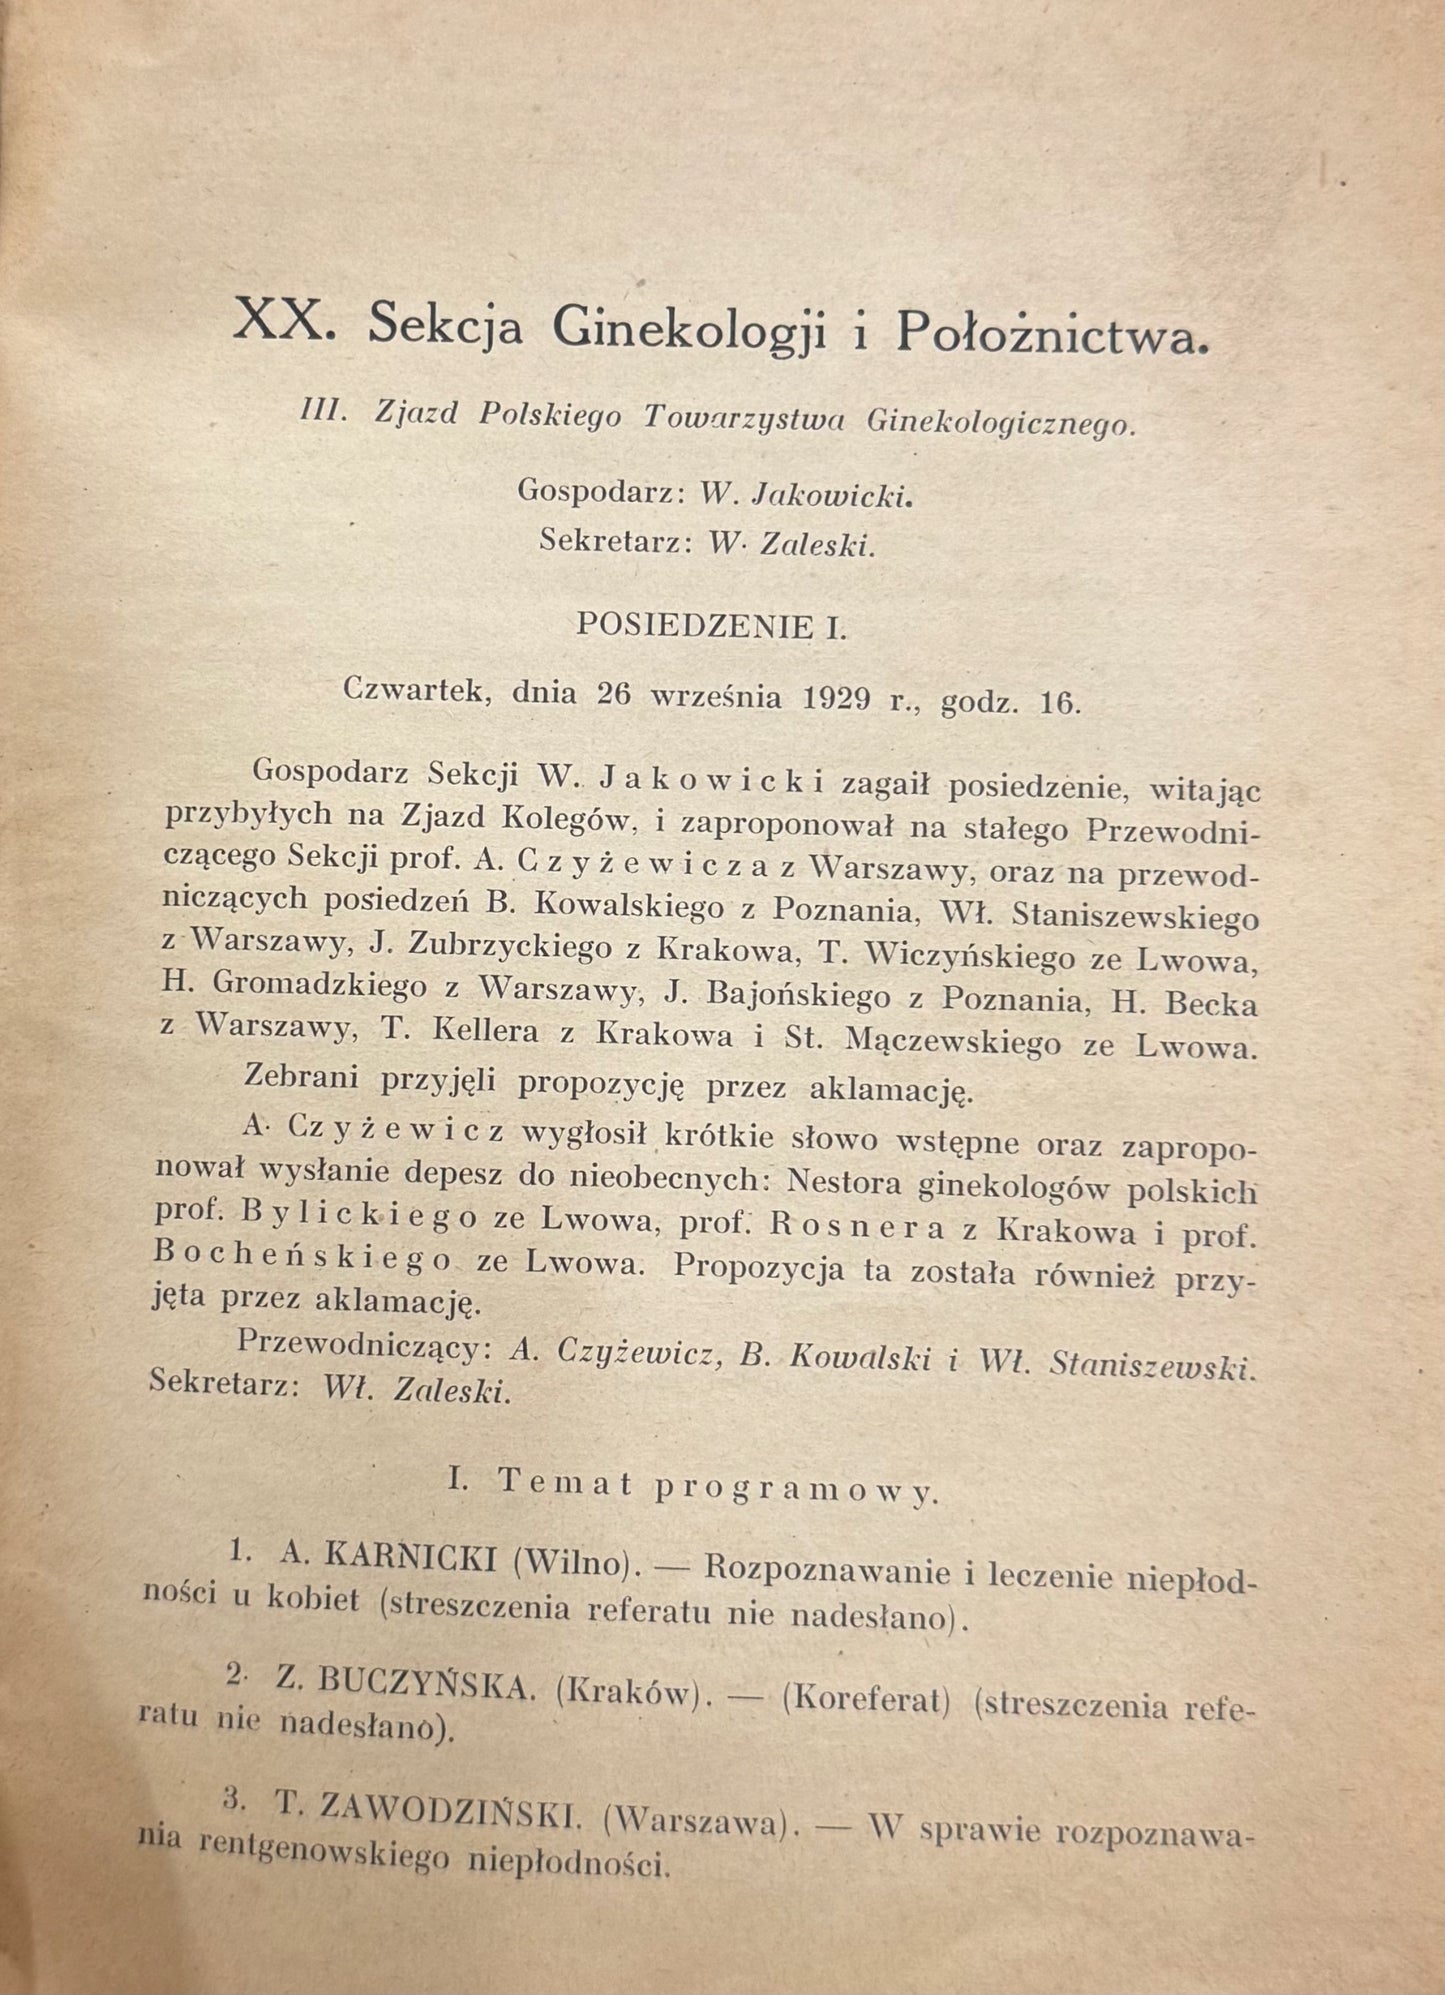 XX. Sekcja Ginekologji i Położnictwa.
III. Zjazd Polskiego Towarzystwa Ginekologicznego.
Gospodarz: W. Jakowicki.
Sekretarz: W. Zaleski.
POSIEDZENIE I.
Czwartek, dnia 26 września 1929 r., godz. 16.
Gospodarz Sekcji W. Jakowicki zagaił posiedzenie, witając
przybyłych na Zjazd Kolegów, i zaproponował na stałego Przewodni-
czącego Sekcji prof. A. Czyżewicza z Warszawy, oraz na przewod-
niczących posiedzeń B. Kowalskiego z Poznania, Wł. Staniszewskiego
z Warszawy, J. Zubrzyckiego z Krakowa, T. Wiczyńskiego ze Lwowa,
H. Gromadzkiego z Warszawy, J. Bajońskiego z Poznania, H. Becka
z Warszawy, T. Kellera z Krakowa i St. Mączewskiego ze Lwowa.
Zebrani przyjęli propozycję przez aklamację.
A. Czyżewicz wygłosił krótkie słowo wstępne oraz zapropo-
nował wysłanie depesz do nieobecnych: Nestora ginekologów polskich
prof. Bylickiego ze Lwowa, prof. Rosnera z Krakowa i prof.
Bocheńskiego ze Lwowa. Propozycja ta została również przy-
jęta przez aklamację.
Przewodniczący: A. Czyżewicz, B. Kowalski i Wł. Staniszewski.
Sekretarz: Wł. Zaleski.
I. Temat programowy.
1. A. KARNICKI (Wilno). — Rozpoznawanie i leczenie niepłod-
ności u kobiet (streszczenia referatu nie nadesłano).
2. Z. BUCZYŃSKA. (Kraków). — (Koreferat) (streszczenia refe-
ratu nie nadesłano).
3. T. ZAWODZIŃSKI. (Warszawa). — W sprawie rozpoznawa-
nia rentgenowskiego niepłodności.